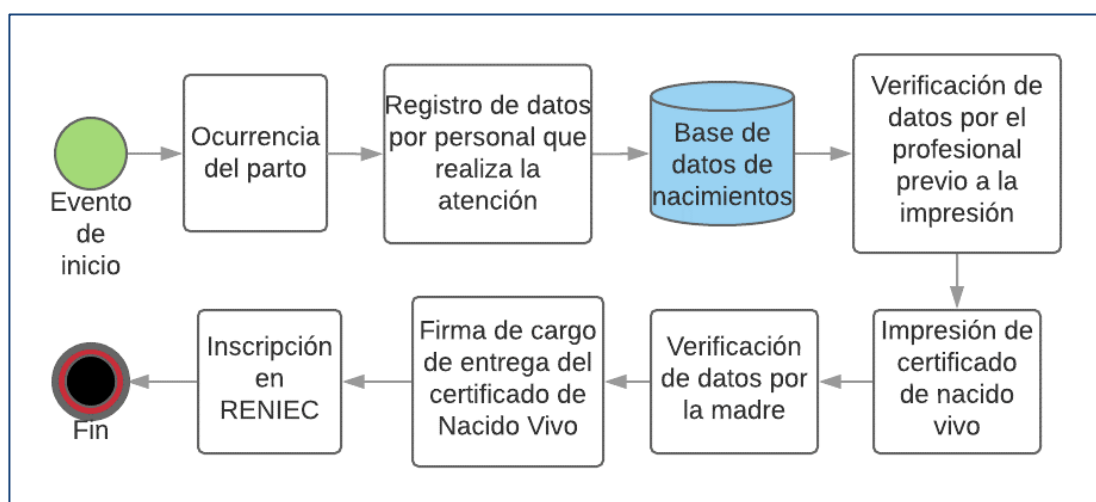 Evento
de
inicio
Ocurrencia
del parto
Registro de datos
por personal que
realiza la
atención
Base de
datos de
nacimientos
Verificación de
datos por el
profesional
previo a la
impresión
Impresión de
certificado
de nacido
vivo
Verificación
de datos por
la madre
Firma de cargo
de entrega del
certificado de
Nacido Vivo
Inscripción
en
RENIEC
Fin